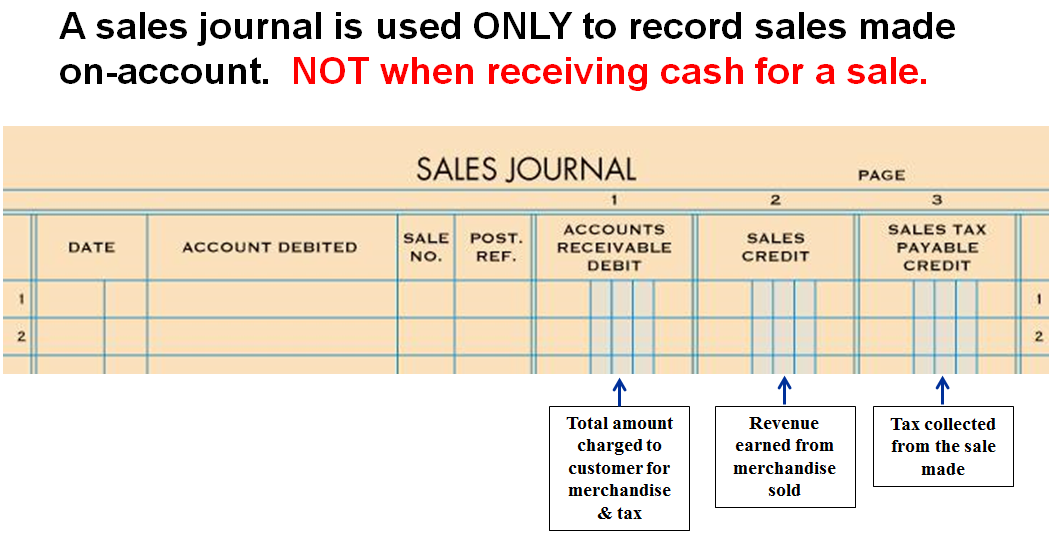 A sales journal is used ONLY to record sales made
on-account. NOT when receiving cash for a sale.
SALES JOURNAL
PAGE
1 2 3
DATE
ACCOUNT DEBITED
SALE
NO.
POST.
REF.
ACCOUNTS
RECEIVABLE
DEBIT
SALES
CREDIT
SALES TAX
PAYABLE
CREDIT
1 1
2 2
Total amount
charged to
customer for
merchandise
& tax
Revenue
earned from
merchandise
sold
Tax collected
from the sale
made